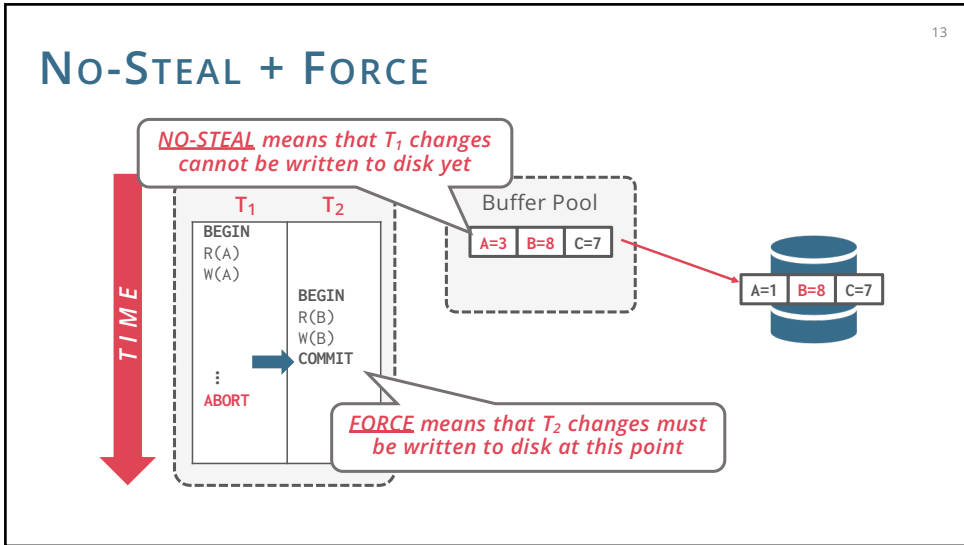 13
NO-STEAL + FORCE
NO-STEAL means that T₁ changes
cannot be written to disk yet
TIME
T₁ T₂
BEGIN
R(A)
W(A)
BEGIN
R(B)
W(B)
COMMIT
⋮
ABORT
Buffer Pool
A=3 B=8 C=7
A=1 B=8 C=7
FORCE means that T₂ changes must
be written to disk at this point